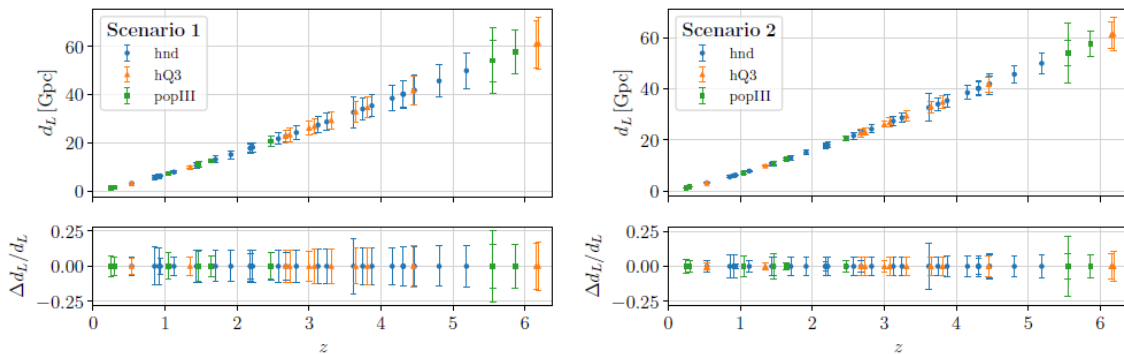 Scenario 1
hnd
hQ3
popIII
60
40
20
0
d_L [Gpc]
0.25
0.00
−0.25
Δd_L/d_L
0 1 2 3 4 5 6
z
Scenario 2
hnd
hQ3
popIII
60
40
20
0
d_L [Gpc]
0.25
0.00
−0.25
Δd_L/d_L
0 1 2 3 4 5 6
z